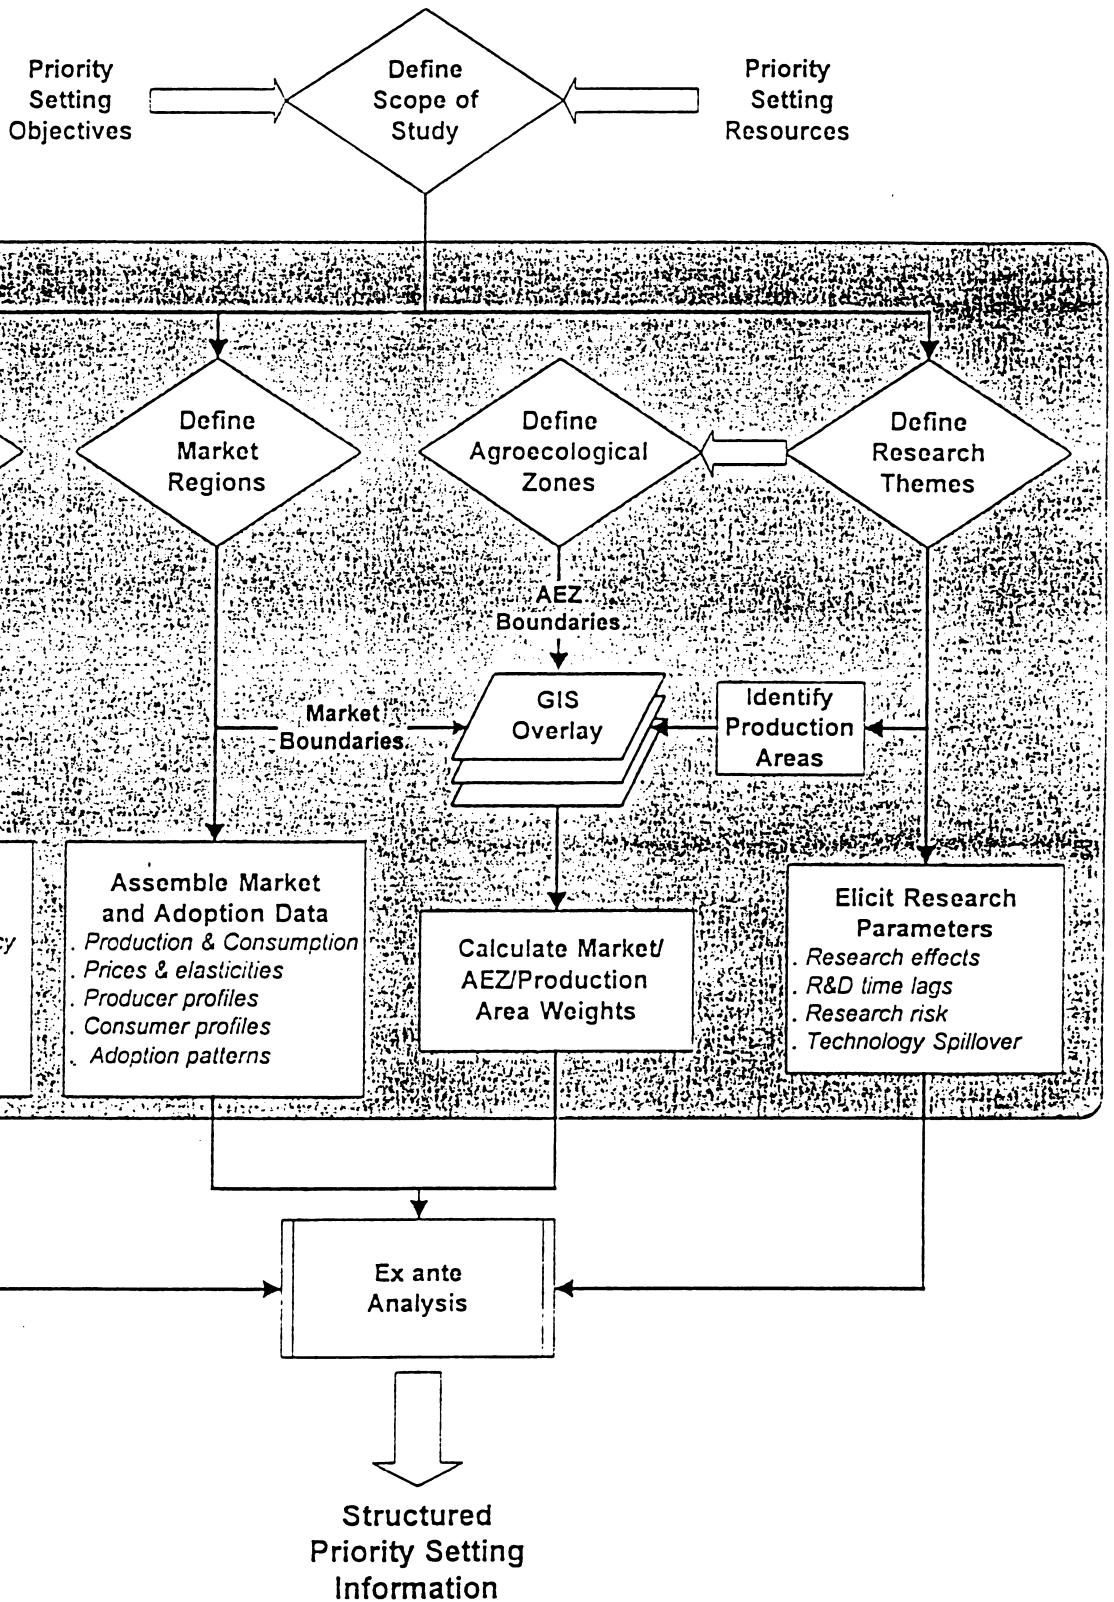 Priority
Setting
Objectives
Define
Scope of
Study
Priority
Setting
Resources
Define
Market
Regions
Define
Agroecological
Zones
Define
Research
Themes
AEZ
Boundaries
Market
Boundaries
GIS
Overlay
Identify
Production
Areas
cy
Assemble Market
and Adoption Data
. Production & Consumption
. Prices & elasticities
. Producer profiles
. Consumer profiles
. Adoption patterns
Calculate Market/
AEZ/Production
Area Weights
Elicit Research
Parameters
. Research effects
. R&D time lags
. Research risk
. Technology Spillover
Ex ante
Analysis
Structured
Priority Setting
Information